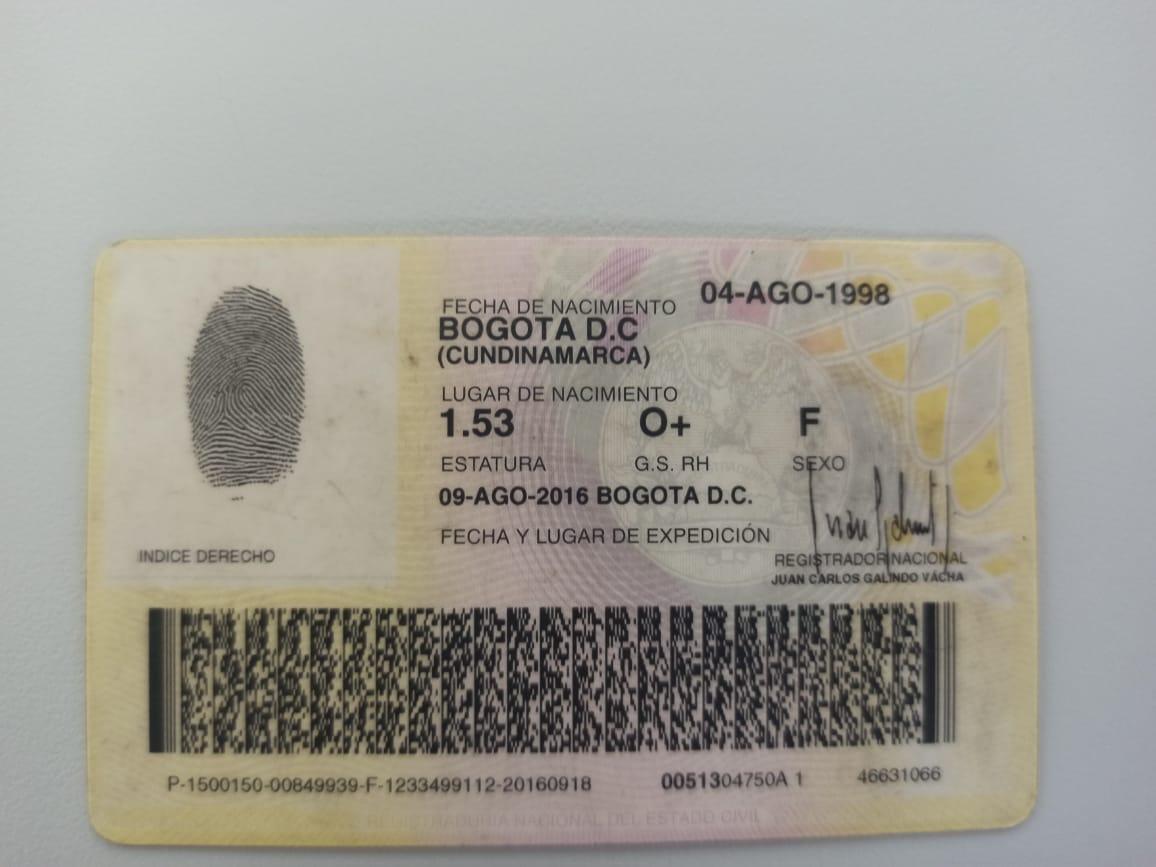 04-AGO-1998
FECHA DE NACIMIENTO
BOGOTA D.C
(CUNDINAMARCA)
LUGAR DE NACIMIENTO
1.53 O+ F
ESTATURA G.S. RH SEXO
09-AGO-2016 BOGOTA D.C.
FECHA Y LUGAR DE EXPEDICIÓN
INDICE DERECHO
REGISTRADOR NACIONAL
JUAN CARLOS GALINDO VÁCHA
P-1500150-00849939-F-1233499112-20160918 0051304750A 1 46631066
REGISTRADURIA NACIONAL DEL ESTADO CIVIL